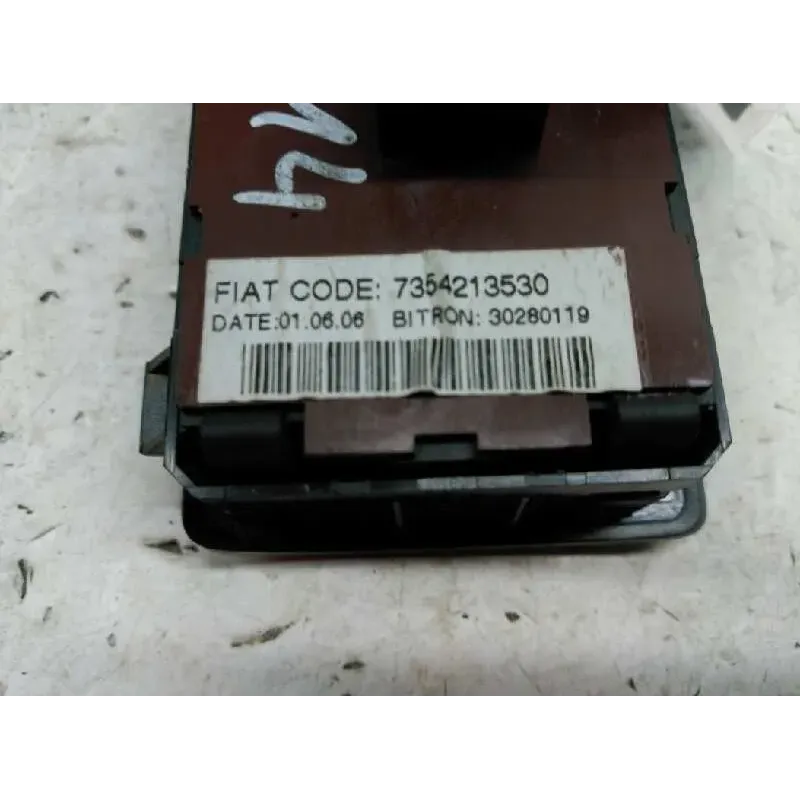 FIAT CODE: 7354213530
DATE:01.06.06 BITRON: 30280119